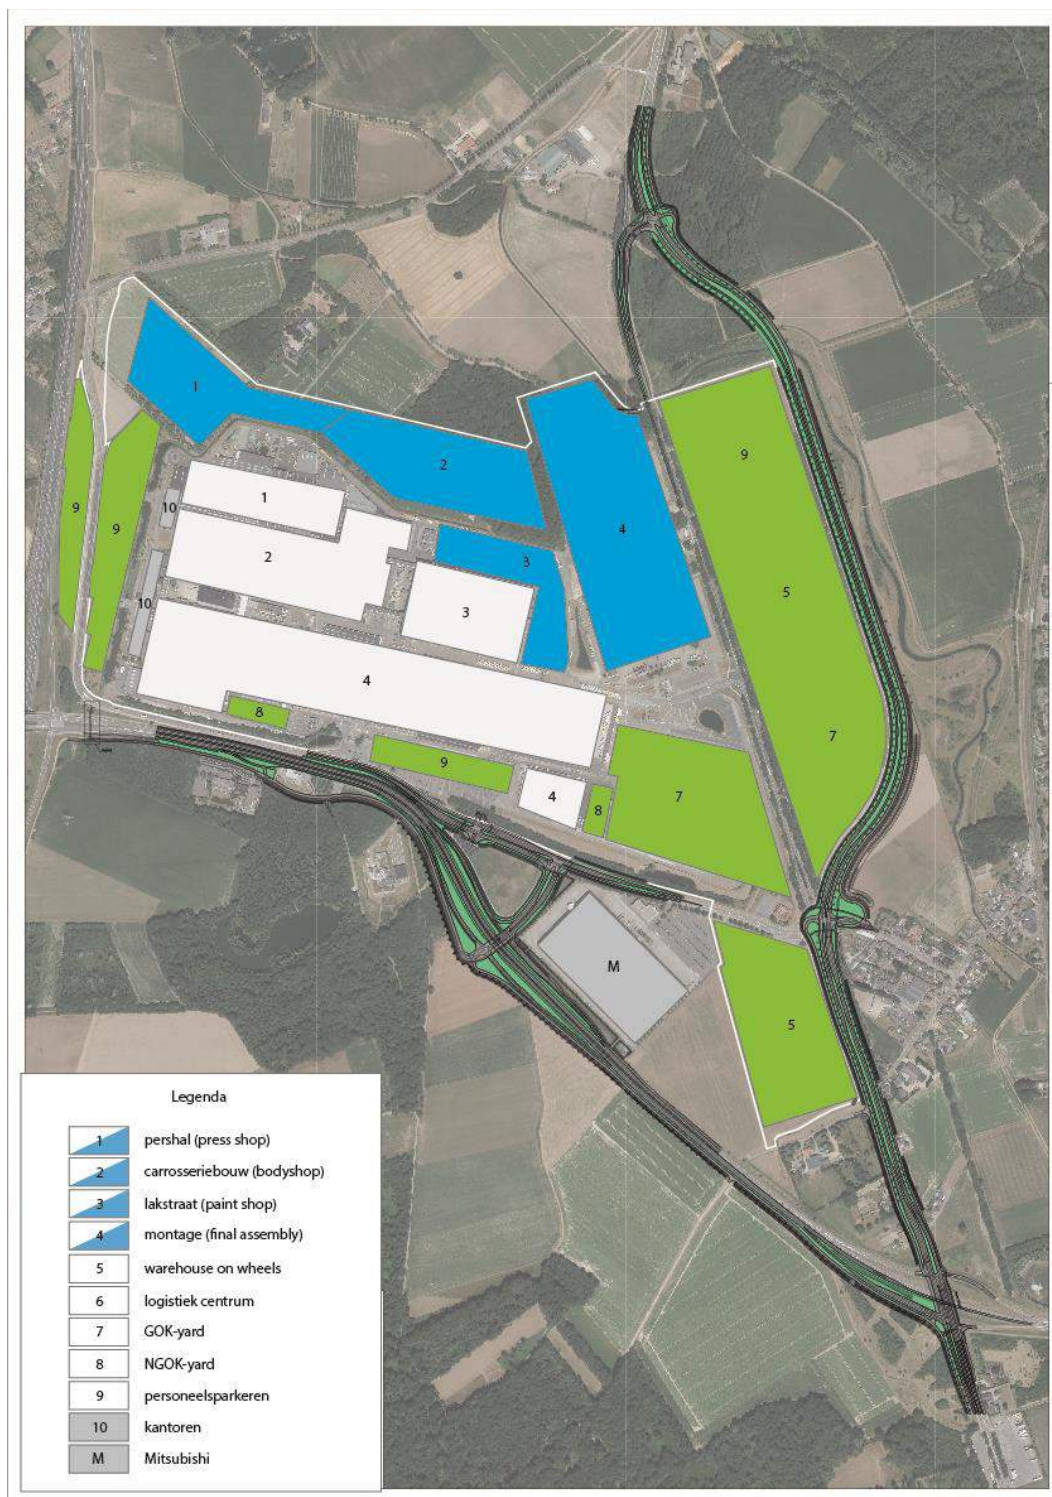 1
9
2
4
9
9
10
1
9
2
3
5
10
3
4
8
7
9
4
8
7
M
5
Legenda
1 pershal (press shop)
2 carrosseriebouw (bodyshop)
3 lakstraat (paint shop)
4 montage (final assembly)
5 warehouse on wheels
6 logistiek centrum
7 GOK-yard
8 NGOK-yard
9 personeelsparkeren
10 kantoren
M Mitsubishi